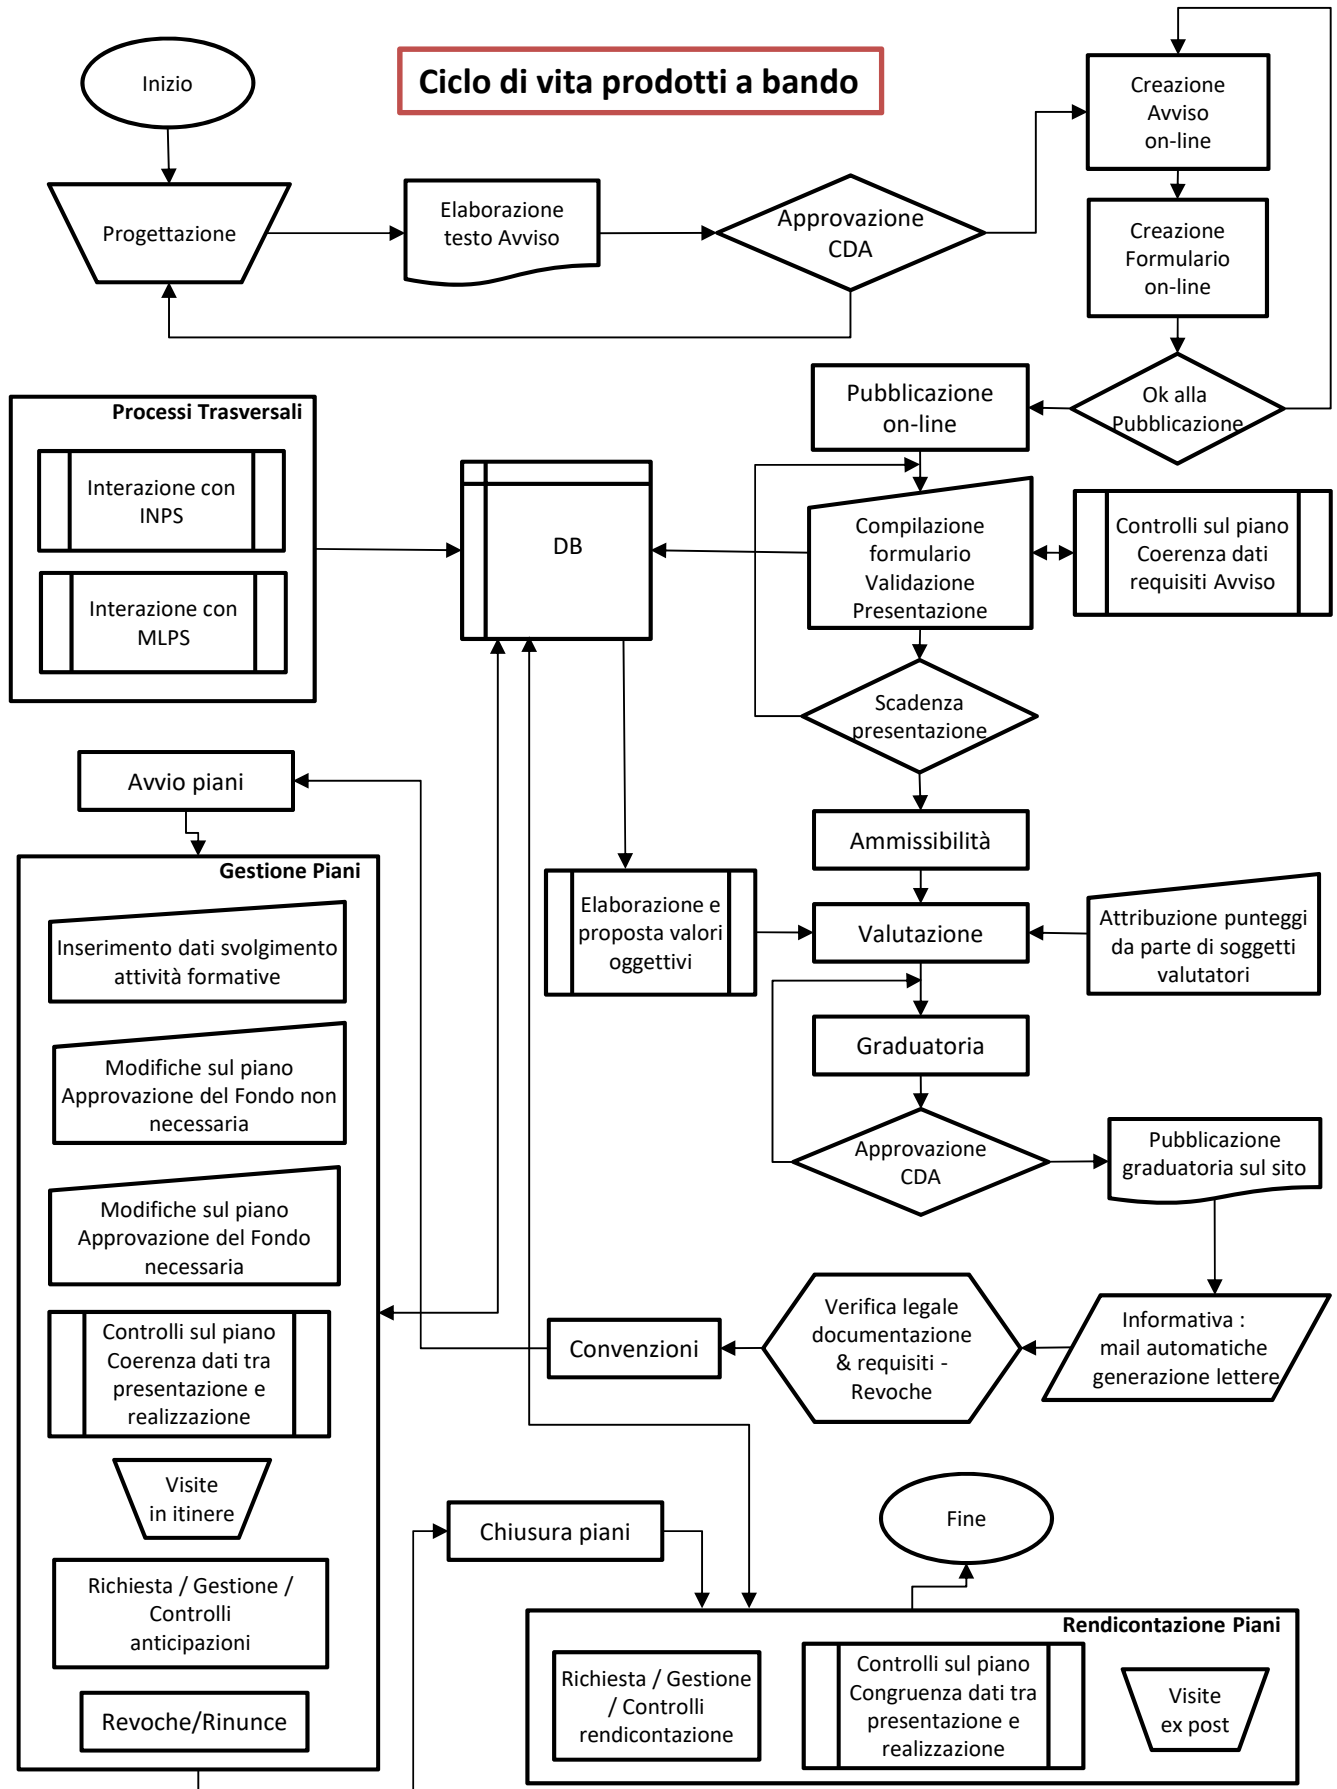 Inizio
Ciclo di vita prodotti a bando
Creazione
Avviso
on-line
Progettazione
Elaborazione
testo Avviso
Approvazione
CDA
Creazione
Formulario
on-line
Ok alla
Pubblicazione
Pubblicazione
on-line
Processi Trasversali
Interazione con
INPS
Interazione con
MLPS
DB
Compilazione
formulario
Validazione
Presentazione
Controlli sul piano
Coerenza dati
requisiti Avviso
Scadenza
presentazione
Avvio piani
Ammissibilità
Gestione Piani
Elaborazione e
proposta valori
oggettivi
Valutazione
Attribuzione punteggi
da parte di soggetti
valutatori
Inserimento dati svolgimento
attività formative
Graduatoria
Modifiche sul piano
Approvazione del Fondo non
necessaria
Approvazione
CDA
Pubblicazione
graduatoria sul sito
Modifiche sul piano
Approvazione del Fondo
necessaria
Controlli sul piano
Coerenza dati tra
presentazione e
realizzazione
Convenzioni
Verifica legale
documentazione
& requisiti -
Revoche
Informativa :
mail automatiche
generazione lettere
Visite
in itinere
Chiusura piani
Fine
Richiesta / Gestione /
Controlli
anticipazioni
Revoche/Rinunce
Rendicontazione Piani
Richiesta / Gestione
/ Controlli
rendicontazione
Controlli sul piano
Congruenza dati tra
presentazione e
realizzazione
Visite
ex post